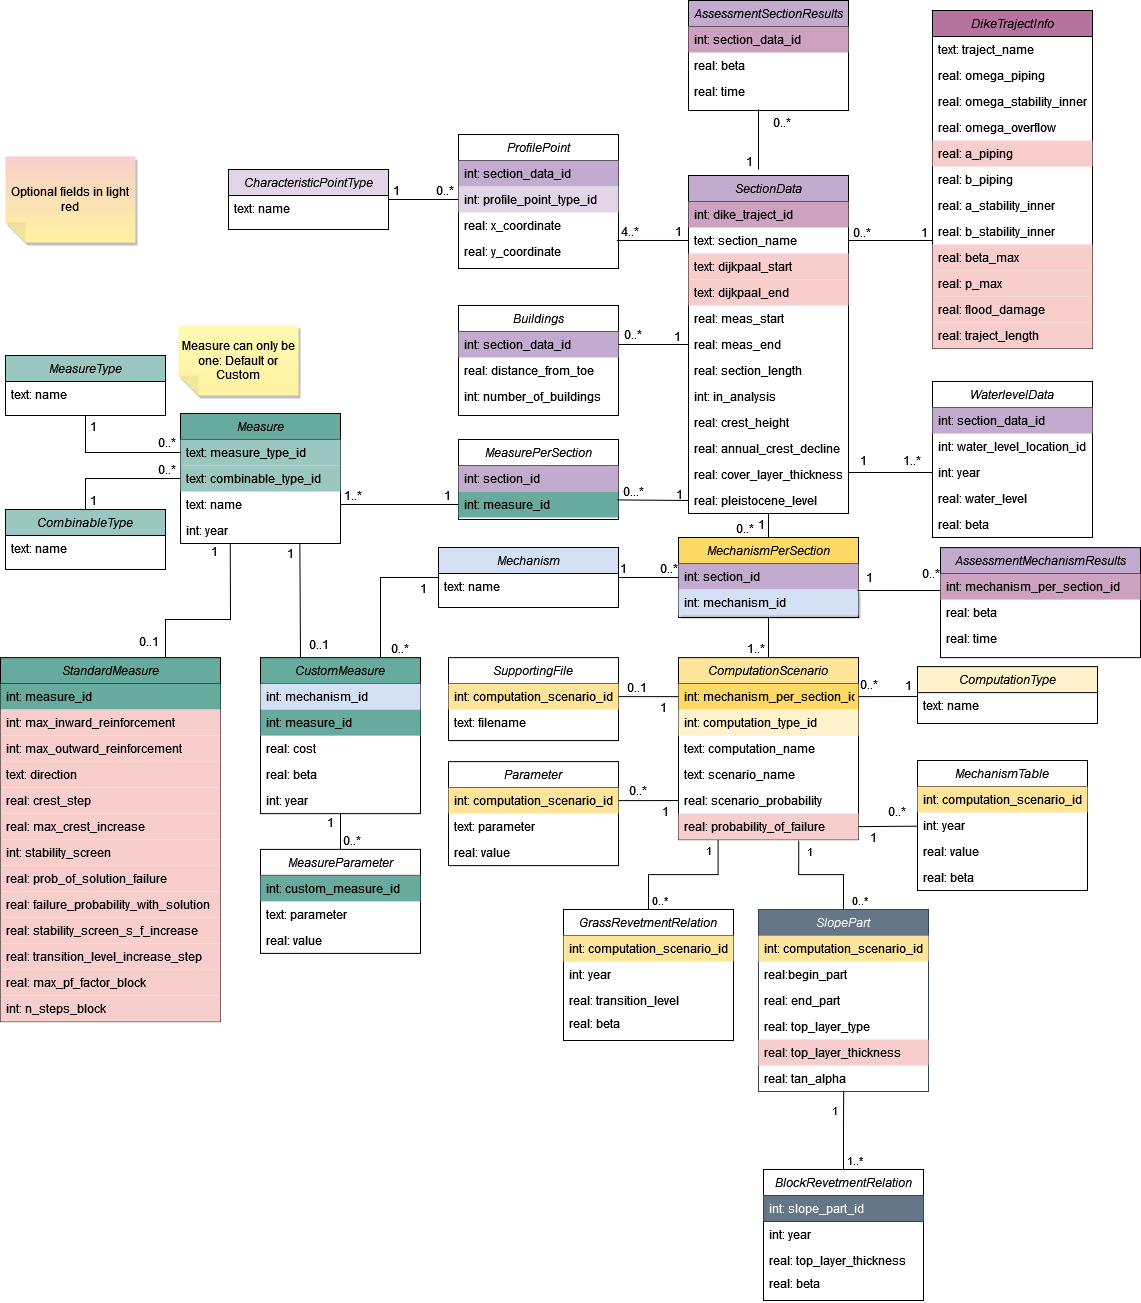 AssessmentSectionResults
int: section_data_id
real: beta
real: time
0..*
1
DikeTrajectInfo
text: traject_name
real: omega_piping
real: omega_stability_inner
real: omega_overflow
real: a_piping
real: b_piping
real: a_stability_inner
real: b_stability_inner
real: beta_max
real: p_max
real: flood_damage
real: traject_length
Optional fields in light
red
CharacteristicPointType
text: name
1
0..*
ProfilePoint
int: section_data_id
int: profile_point_type_id
real: x_coordinate
real: y_coordinate
4..*
1
SectionData
int: dike_traject_id
text: section_name
text: dijkpaal_start
text: dijkpaal_end
real: meas_start
real: meas_end
real: section_length
int: in_analysis
real: crest_height
real: annual_crest_decline
real: cover_layer_thickness
real: pleistocene_level
0..*
1
Buildings
int: section_data_id
real: distance_from_toe
int: number_of_buildings
0..*
1
Measure can only be
one: Default or
Custom
MeasureType
text: name
1
0..*
Measure
text: measure_type_id
text: combinable_type_id
text: name
int: year
0..*
1
CombinableType
text: name
1..*
1
MeasurePerSection
int: section_id
int: measure_id
0...*
1
WaterlevelData
int: section_data_id
int: water_level_location_id
int: year
real: water_level
real: beta
1
1..*
0..*
1
MechanismPerSection
int: section_id
int: mechanism_id
Mechanism
text: name
1
0..*
1
0..*
1
0..*
AssessmentMechanismResults
int: mechanism_per_section_id
real: beta
real: time
1
0..1
1
0..1
StandardMeasure
int: measure_id
int: max_inward_reinforcement
int: max_outward_reinforcement
text: direction
real: crest_step
real: max_crest_increase
int: stability_screen
real: prob_of_solution_failure
real: failure_probability_with_solution
real: stability_screen_s_f_increase
real: transition_level_increase_step
real: max_pf_factor_block
int: n_steps_block
CustomMeasure
int: mechanism_id
int: measure_id
real: cost
real: beta
int: year
1
0..*
MeasureParameter
int: custom_measure_id
text: parameter
real: value
SupportingFile
int: computation_scenario_id
text: filename
0..1
1
1..*
ComputationScenario
int: mechanism_per_section_id
int: computation_type_id
text: computation_name
text: scenario_name
real: scenario_probability
real: probability_of_failure
0..*
1
ComputationType
text: name
Parameter
int: computation_scenario_id
text: parameter
real: value
0..*
1
MechanismTable
int: computation_scenario_id
int: year
real: value
real: beta
0..*
1
1
0..*
1
0..*
GrassRevetmentRelation
int: computation_scenario_id
int: year
real: transition_level
real: beta
SlopePart
int: computation_scenario_id
real:begin_part
real: end_part
real: top_layer_type
real: top_layer_thickness
real: tan_alpha
1
1..*
BlockRevetmentRelation
int: slope_part_id
int: year
real: top_layer_thickness
real: beta